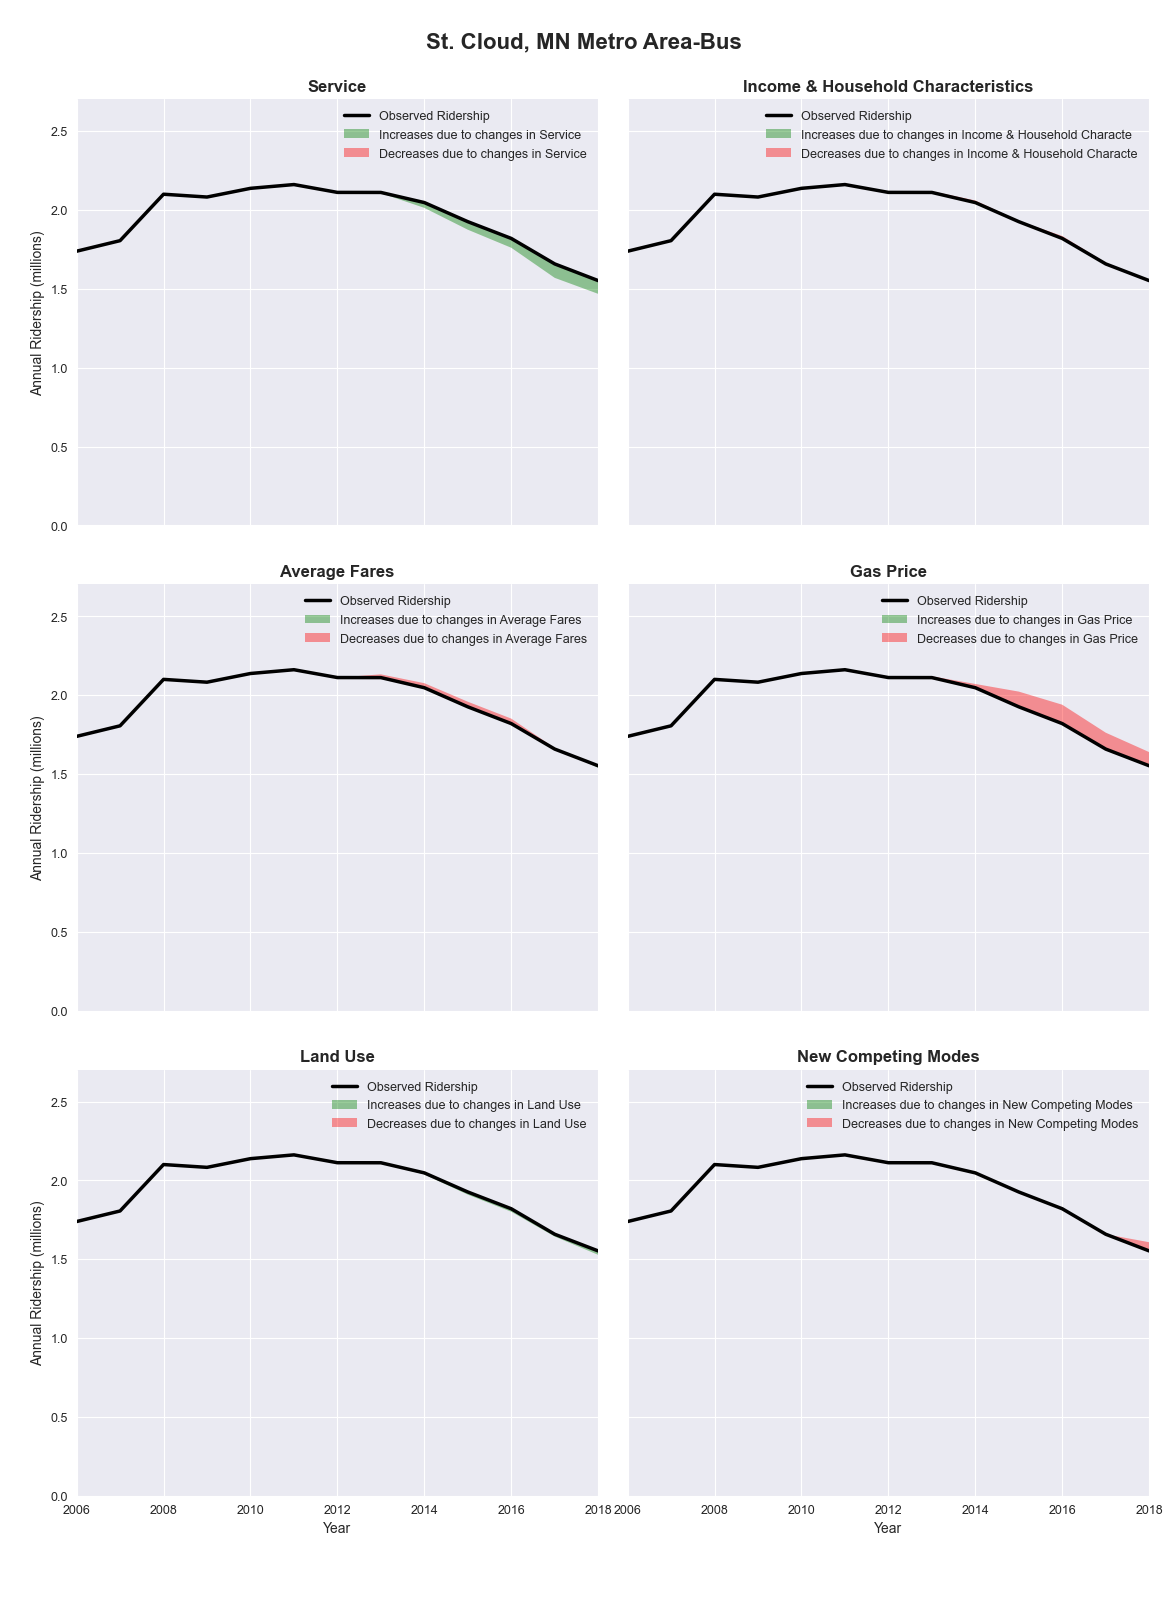 St. Cloud, MN Metro Area-Bus
Service
Observed Ridership
Increases due to changes in Service
Decreases due to changes in Service
2.5
2.0
1.5
1.0
0.5
0.0
Annual Ridership (millions)
Income & Household Characteristics
Observed Ridership
Increases due to changes in Income & Household Characte
Decreases due to changes in Income & Household Characte
Average Fares
Observed Ridership
Increases due to changes in Average Fares
Decreases due to changes in Average Fares
2.5
2.0
1.5
1.0
0.5
0.0
Annual Ridership (millions)
Gas Price
Observed Ridership
Increases due to changes in Gas Price
Decreases due to changes in Gas Price
Land Use
Observed Ridership
Increases due to changes in Land Use
Decreases due to changes in Land Use
2.5
2.0
1.5
1.0
0.5
0.0
Annual Ridership (millions)
2006 2008 2010 2012 2014 2016 2018
Year
New Competing Modes
Observed Ridership
Increases due to changes in New Competing Modes
Decreases due to changes in New Competing Modes
2006 2008 2010 2012 2014 2016 2018
Year